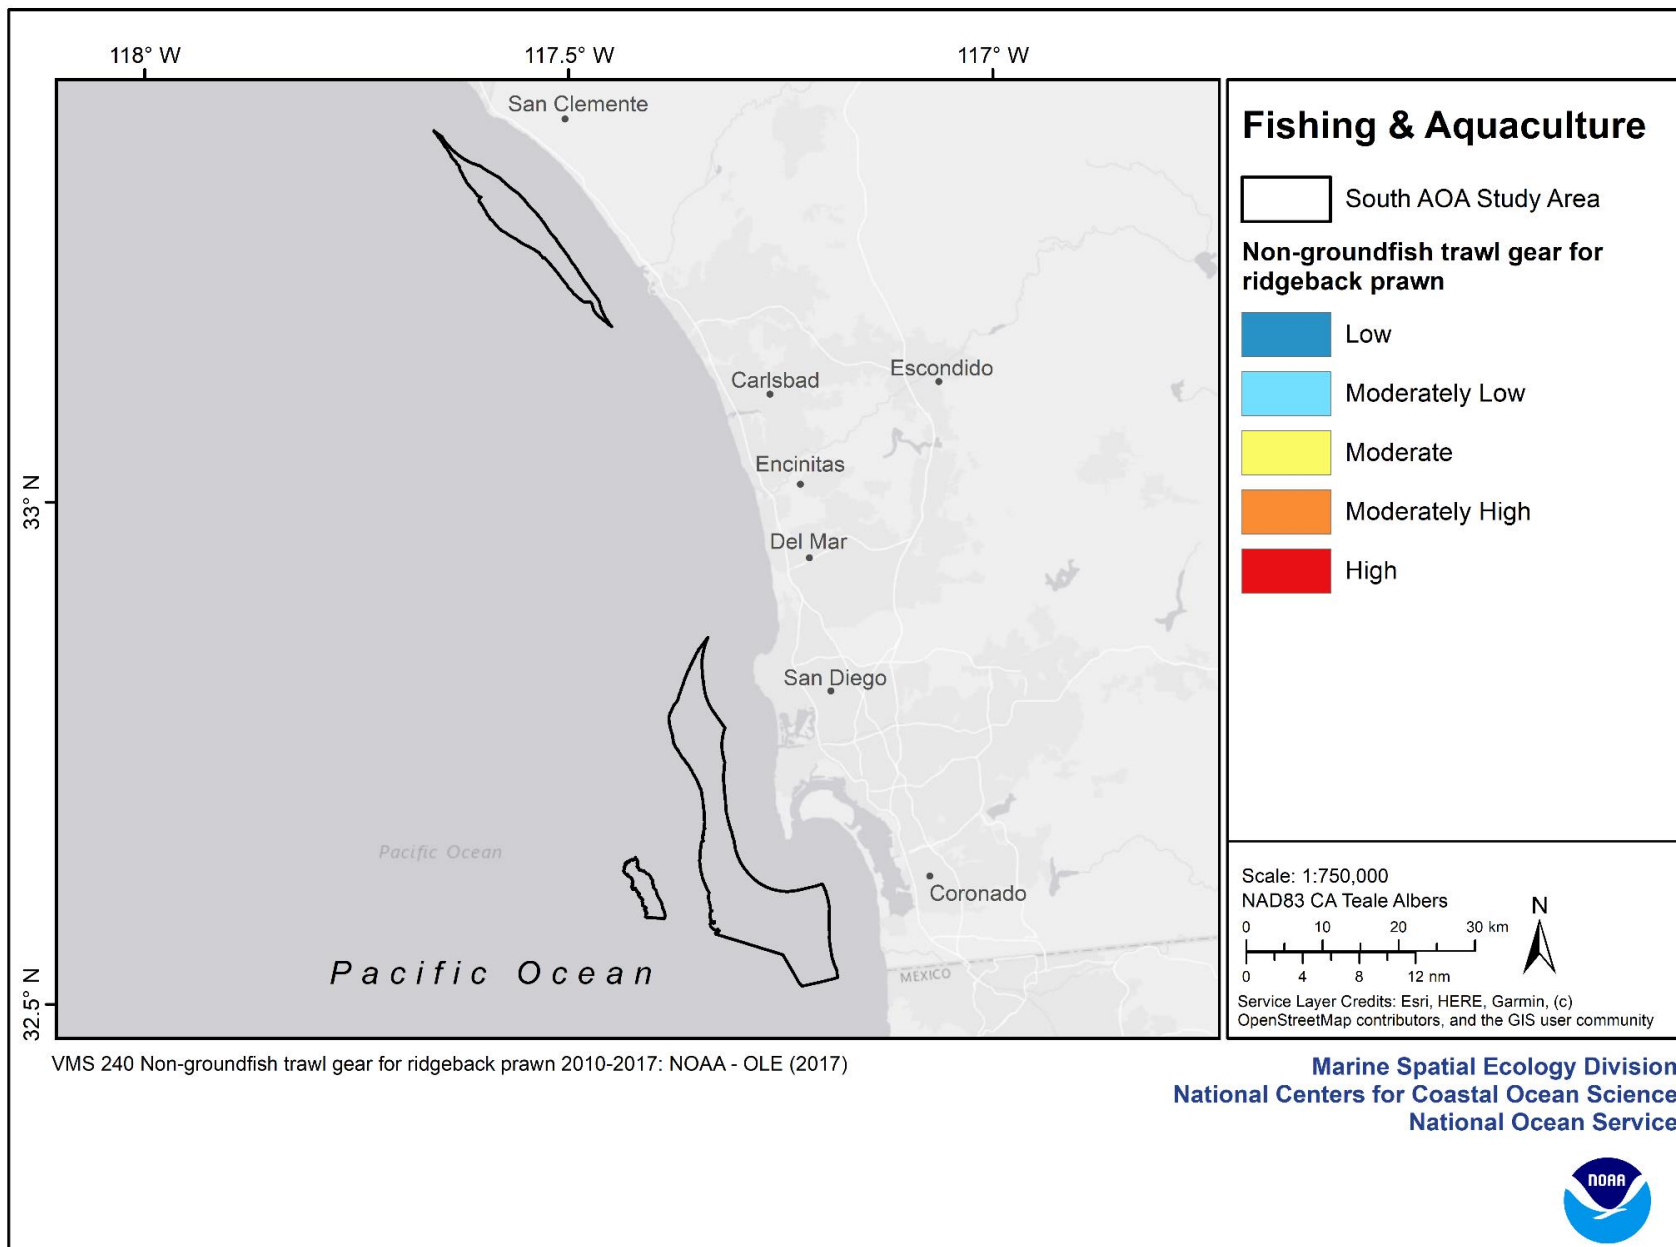 118° W
117.5° W
117° W
33° N
32.5° N
San Clemente
Carlsbad
Escondido
Encinitas
Del Mar
San Diego
Coronado
Pacific Ocean
Pacific Ocean
MEXICO
Fishing & Aquaculture
South AOA Study Area
Non-groundfish trawl gear for
ridgeback prawn
Low
Moderately Low
Moderate
Moderately High
High
Scale: 1:750,000
NAD83 CA Teale Albers
0 10 20 30 km
0 4 8 12 nm
N
Service Layer Credits: Esri, HERE, Garmin, (c)
OpenStreetMap contributors, and the GIS user community
VMS 240 Non-groundfish trawl gear for ridgeback prawn 2010-2017: NOAA - OLE (2017)
Marine Spatial Ecology Division
National Centers for Coastal Ocean Science
National Ocean Service
NOAA